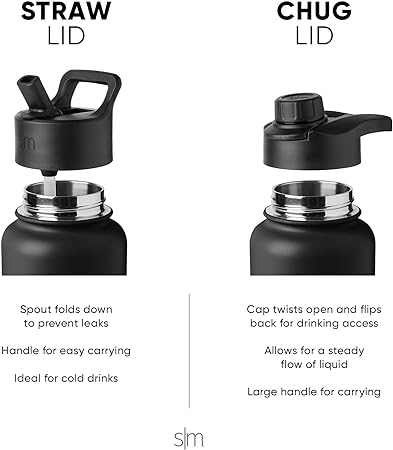 STRAW
LID
Spout folds down
to prevent leaks
Handle for easy carrying
Ideal for cold drinks
CHUG
LID
Cap twists open and flips
back for drinking access
Allows for a steady
flow of liquid
Large handle for carrying
s|m